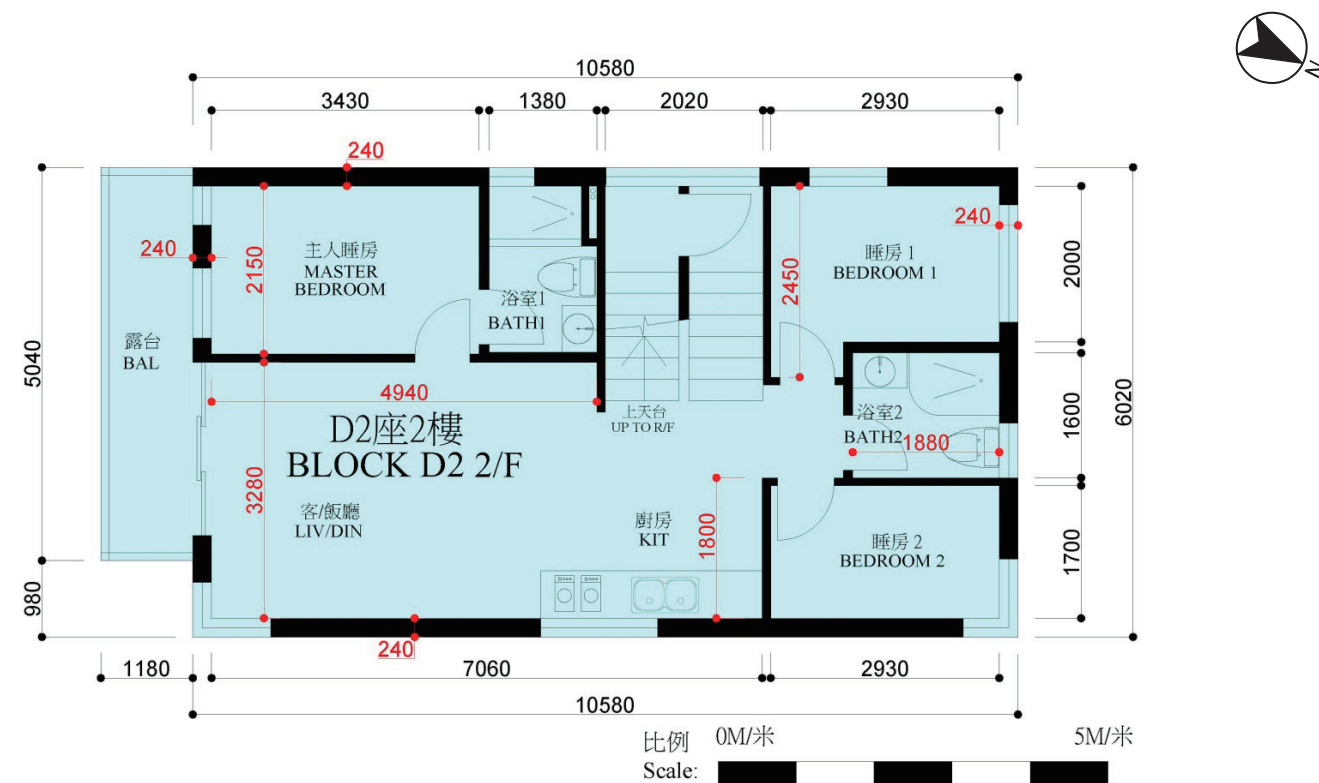 N
10580
3430
1380
2020
2930
240
240
240
主人睡房
MASTER
BEDROOM
2150
浴室1
BATH1
2450
睡房 1
BEDROOM 1
2000
露台
BAL
5040
4940
D2座2樓
BLOCK D2 2/F
上天台
UP TO R/F
浴室2
BATH2
1880
1600
6020
3280
客/飯廳
LIV/DIN
廚房
KIT
1800
睡房 2
BEDROOM 2
1700
980
240
1180
7060
2930
10580
比例
Scale:
0M/米
5M/米